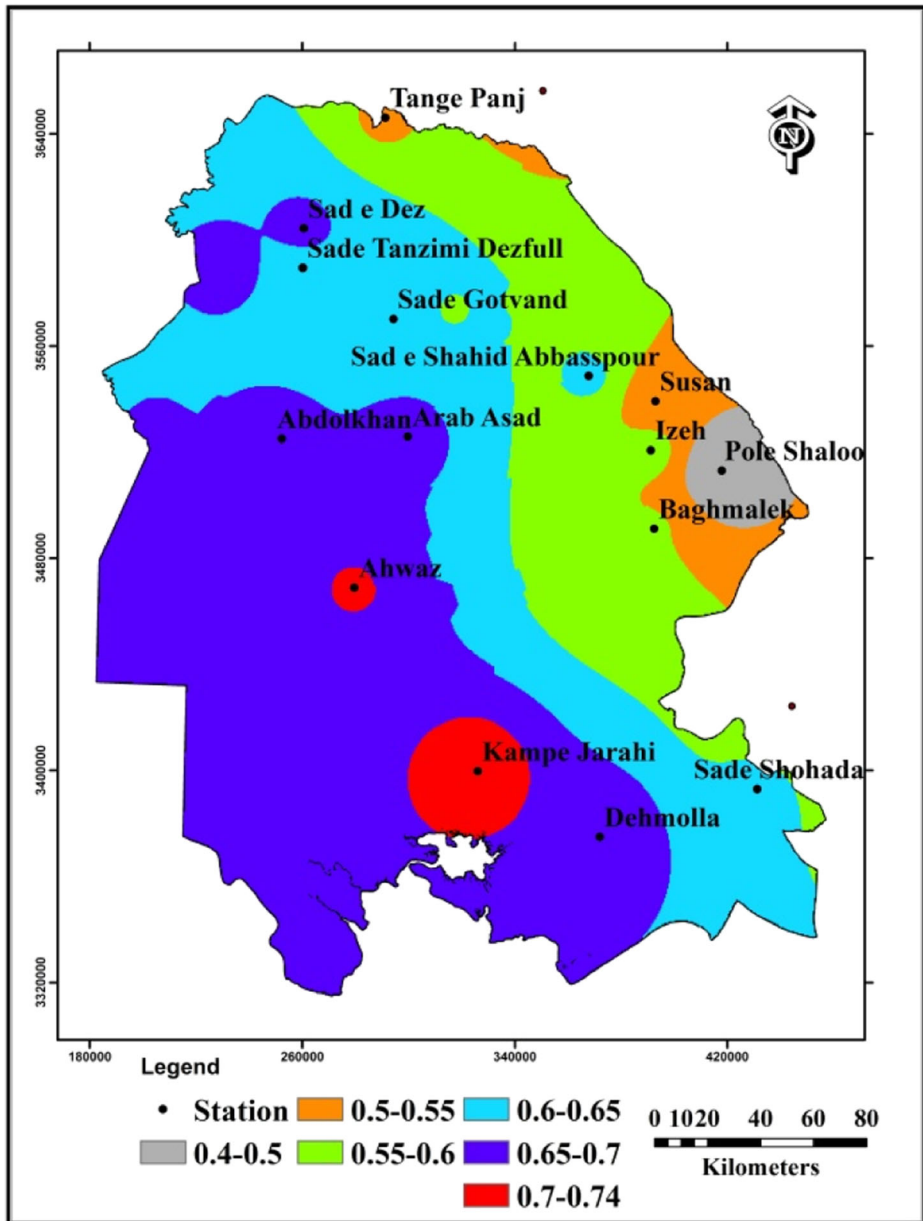 Tange Panj
N
3640000
Sad e Dez
Sade Tanzimi Dezfull
Sade Gotvand
3560000
Sad e Shahid Abbasspour
Susan
Abdolkhan
Arab Asad
Izeh
Pole Shaloo
Baghmalek
3480000
Ahwaz
Kampe Jarahi
3400000
Sade Shohada
Dehmolla
3320000
180000 260000 340000 420000
Legend
Station 0.5-0.55 0.6-0.65
0 10 20 40 60 80
0.4-0.5 0.55-0.6 0.65-0.7
Kilometers
0.7-0.74